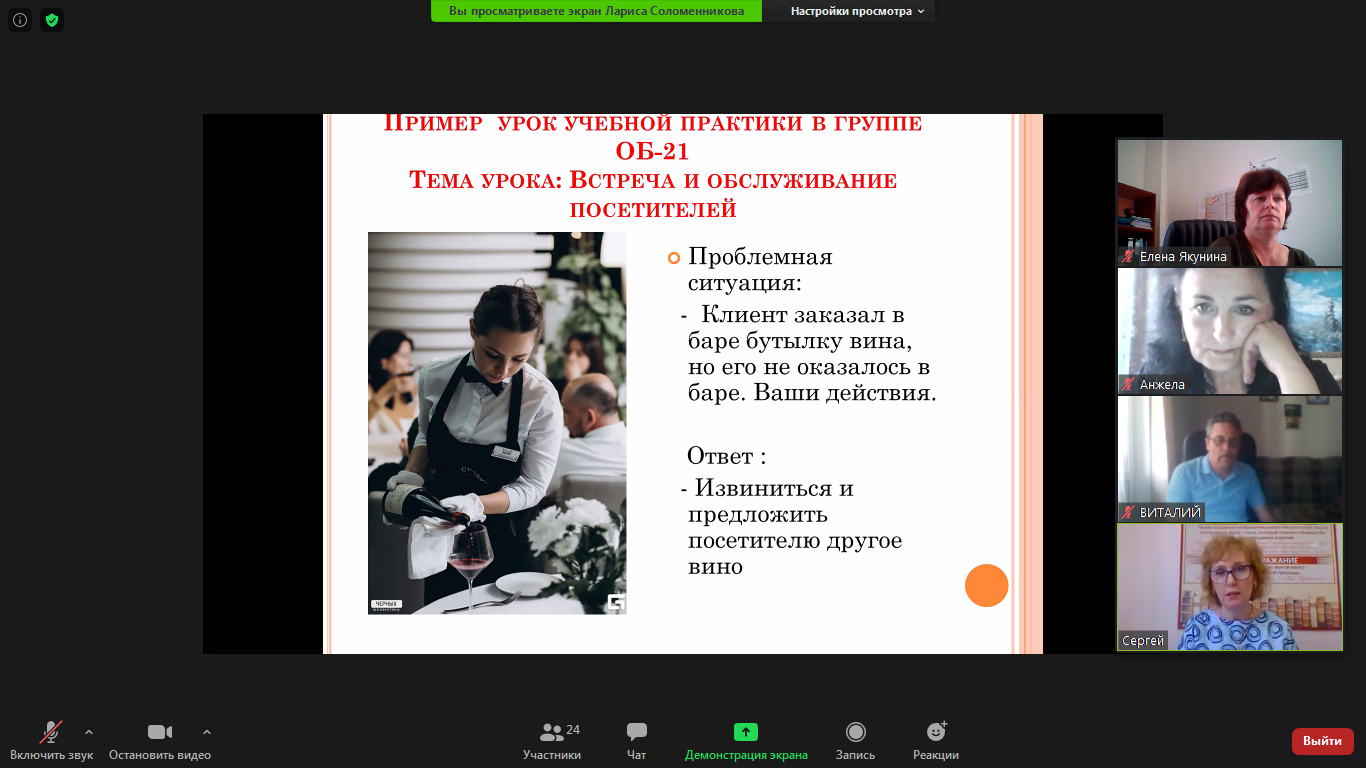 Вы просматриваете экран Лариса Соломенникова
Настройки просмотра
Пример урок учебной практики в группе
ОБ-21
Тема урока: Встреча и обслуживание
посетителей
Проблемная
ситуация:
- Клиент заказал в
баре бутылку вина,
но его не оказалось в
баре. Ваши действия.
Ответ :
- Извиниться и
предложить
посетителю другое
вино
ЧЕРНЫХ
Елена Якунина
Анжела
ВИТАЛИЙ
РАЖАНИЕ
Сергей
Включить звук
Остановить видео
24
Участники
Чат
Демонстрация экрана
Запись
Реакции
Выйти